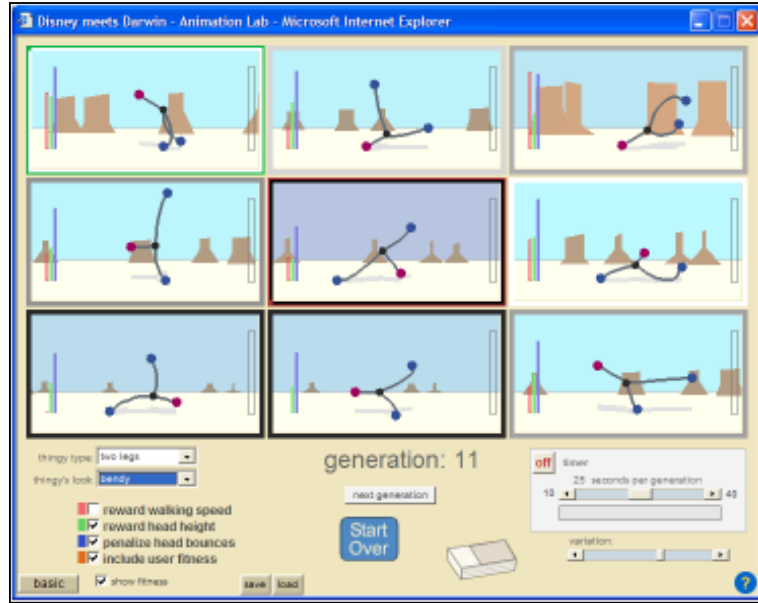 Disney meets Darwin - Animation Lab - Microsoft Internet Explorer
thingy type: two legs
thingy's look: bendy
reward walking speed
reward head height
penalize head bounces
include user fitness
basic
show fitness
save load
generation: 11
next generation
Start
Over
off timer
25 seconds per generation
10 40
variation:
?